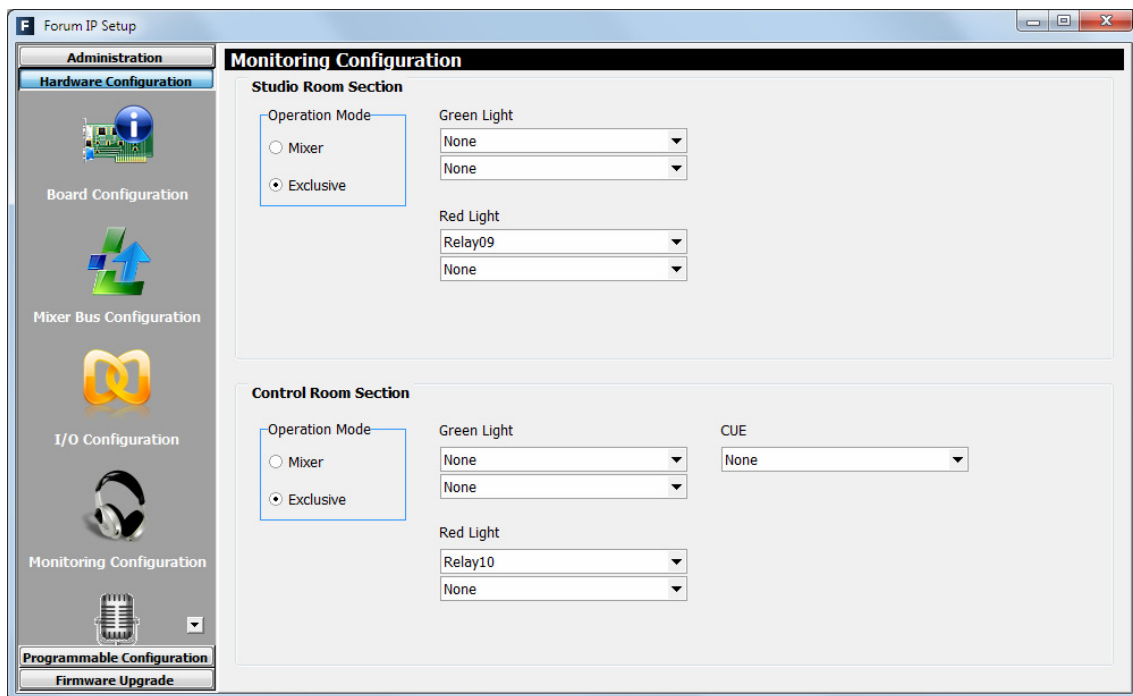 Forum IP Setup
Administration
Hardware Configuration
Board Configuration
Mixer Bus Configuration
I/O Configuration
Monitoring Configuration
Programmable Configuration
Firmware Upgrade
Monitoring Configuration
Studio Room Section
Operation Mode
Mixer
Exclusive
Green Light
None
None
Red Light
Relay09
None
Control Room Section
Operation Mode
Mixer
Exclusive
Green Light
None
None
Red Light
Relay10
None
CUE
None